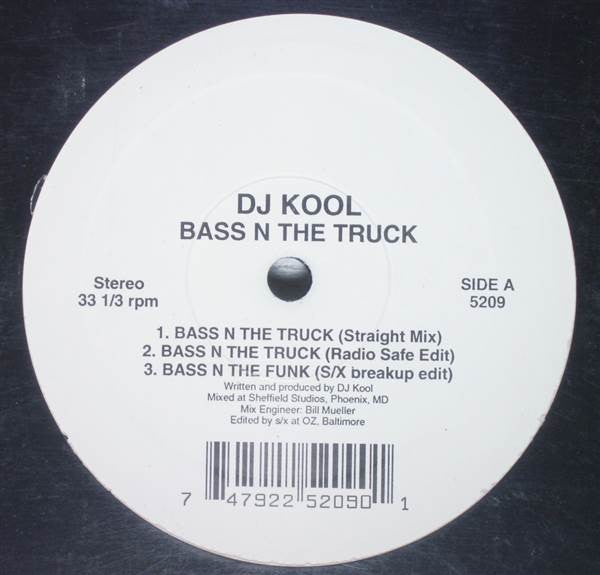 DJ KOOL
BASS N THE TRUCK
Stereo
33 1/3 rpm
SIDE A
5209
1. BASS N THE TRUCK (Straight Mix)
2. BASS N THE TRUCK (Radio Safe Edit)
3. BASS N THE FUNK (S/X breakup edit)
Written and produced by DJ Kool
Mixed at Sheffield Studios, Phoenix, MD
Mix Engineer: Bill Mueller
Edited by s/x at OZ, Baltimore
7 47922 52090 1